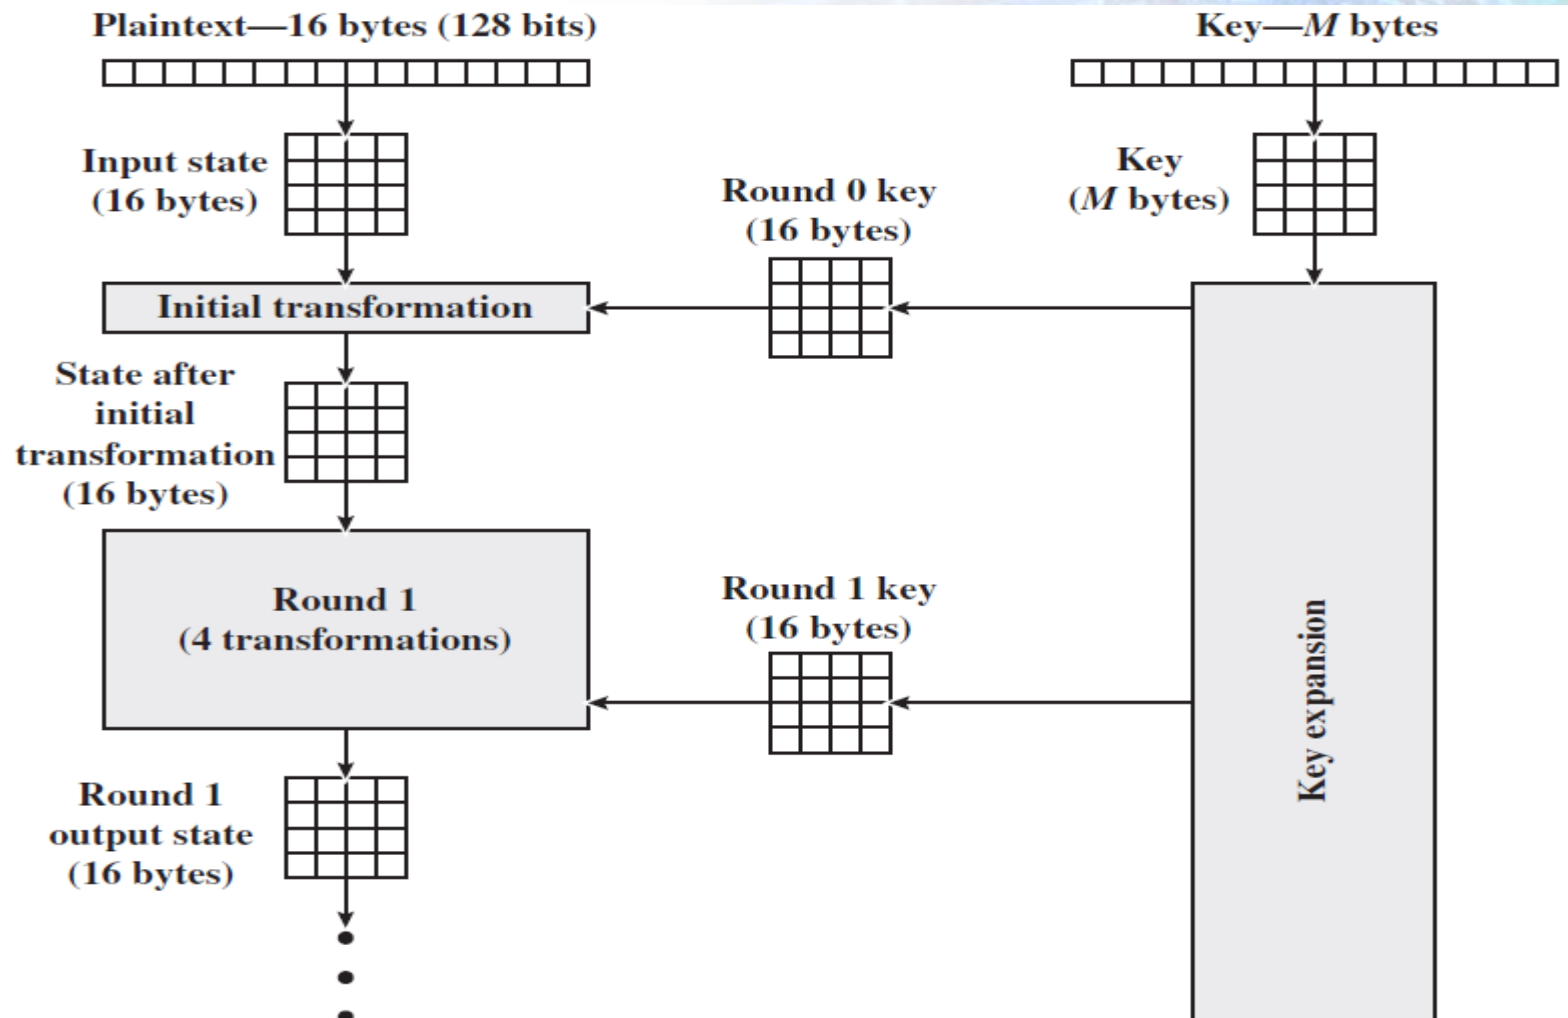 Plaintext—16 bytes (128 bits)
Key—M bytes
Input state
(16 bytes)
Key
(M bytes)
Round 0 key
(16 bytes)
Initial transformation
State after
initial
transformation
(16 bytes)
Round 1
(4 transformations)
Round 1 key
(16 bytes)
Key expansion
Round 1
output state
(16 bytes)